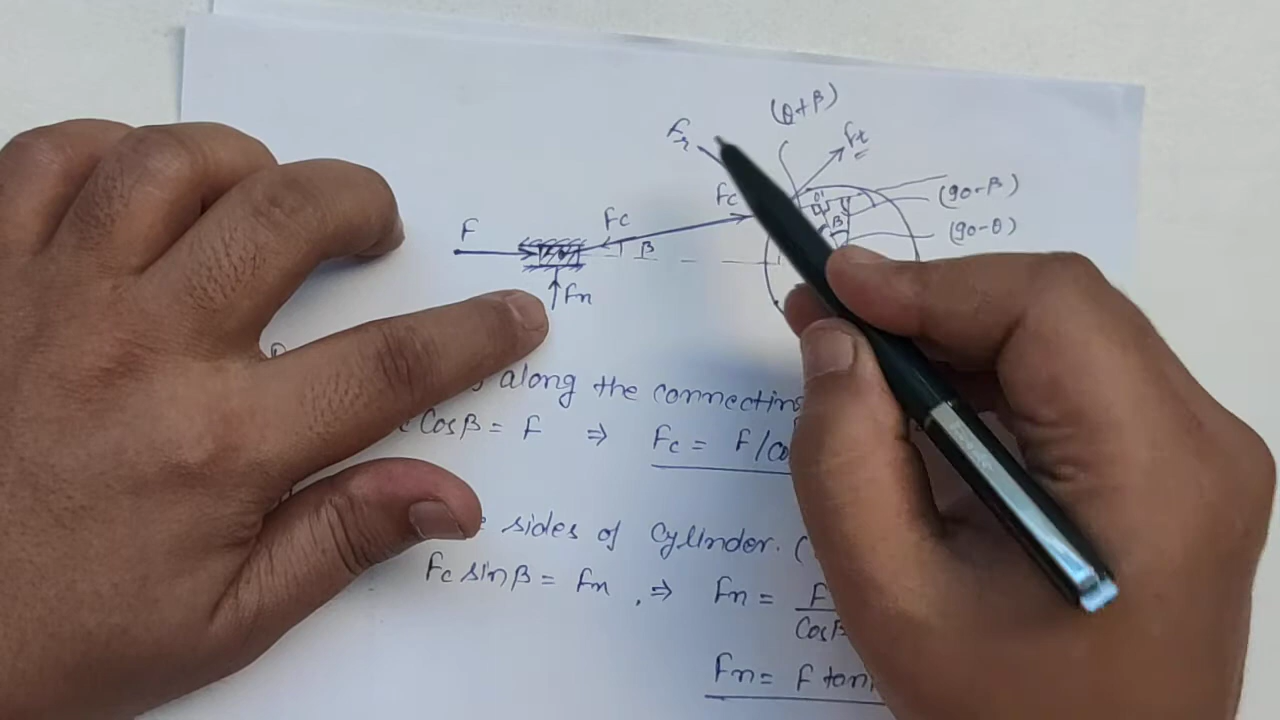 (θ+β)
Fr
Ft
Fc
Fc
(90-β)
(90-θ)
F
β
β
Fn
along the connecting
Cosβ = F ⇒ Fc = F/co
sides of Cylinder. (
Fc sinβ = Fn , ⇒ Fn = F
Cosβ
Fn = F tan